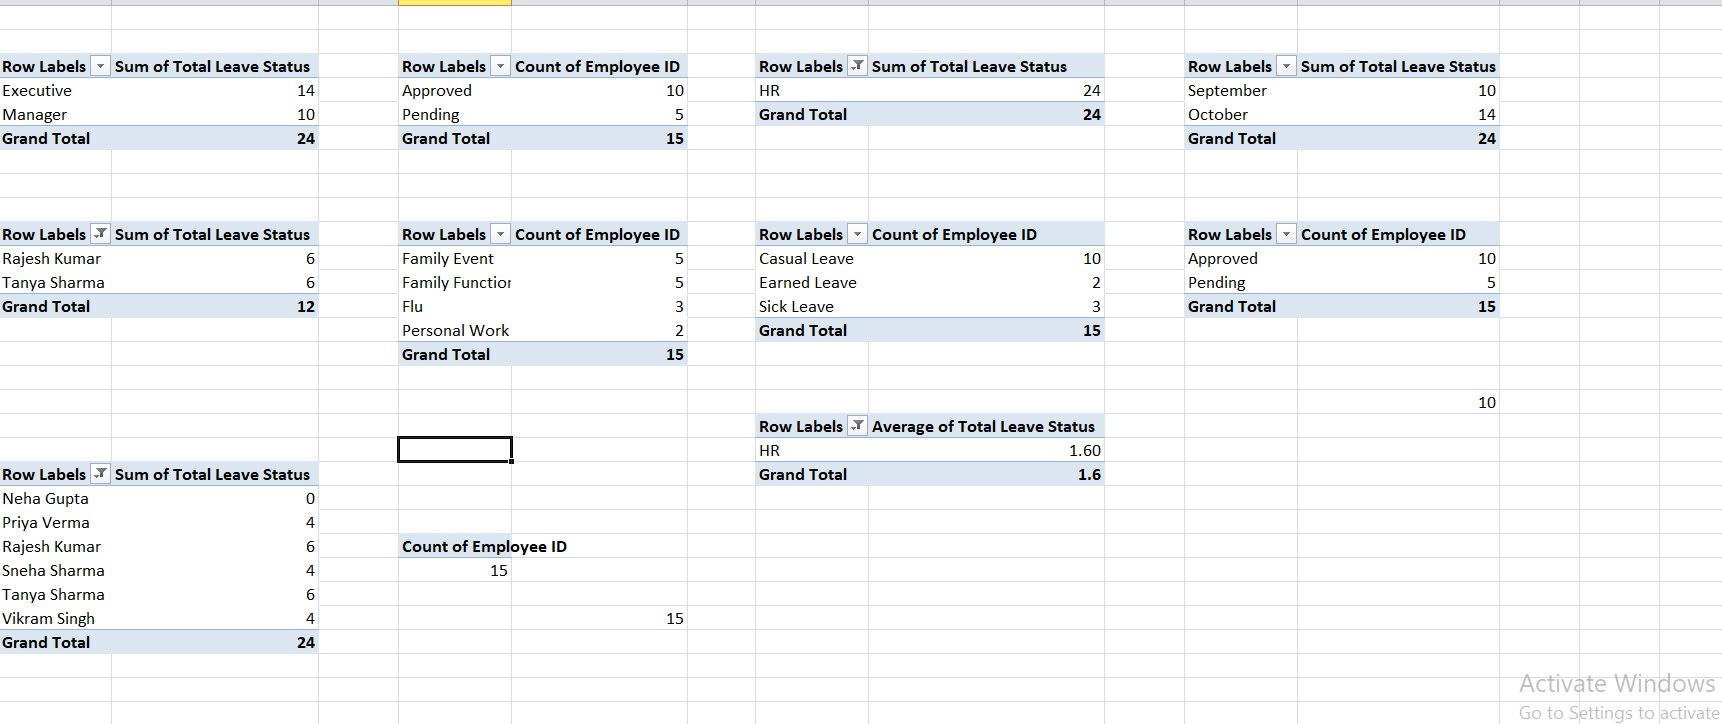 Row Labels Sum of Total Leave Status
Executive 14
Manager 10
Grand Total 24
Row Labels Count of Employee ID
Approved 10
Pending 5
Grand Total 15
Row Labels Sum of Total Leave Status
HR 24
Grand Total 24
Row Labels Sum of Total Leave Status
September 10
October 14
Grand Total 24
Row Labels Sum of Total Leave Status
Rajesh Kumar 6
Tanya Sharma 6
Grand Total 12
Row Labels Count of Employee ID
Family Event 5
Family Function 5
Flu 3
Personal Work 2
Grand Total 15
Row Labels Count of Employee ID
Casual Leave 10
Earned Leave 2
Sick Leave 3
Grand Total 15
Row Labels Count of Employee ID
Approved 10
Pending 5
Grand Total 15
10
Row Labels Average of Total Leave Status
HR 1.60
Grand Total 1.6
Row Labels Sum of Total Leave Status
Neha Gupta 0
Priya Verma 4
Rajesh Kumar 6
Sneha Sharma 4
Tanya Sharma 6
Vikram Singh 4
Grand Total 24
Count of Employee ID
15
15
Activate Windows
Go to Settings to activate